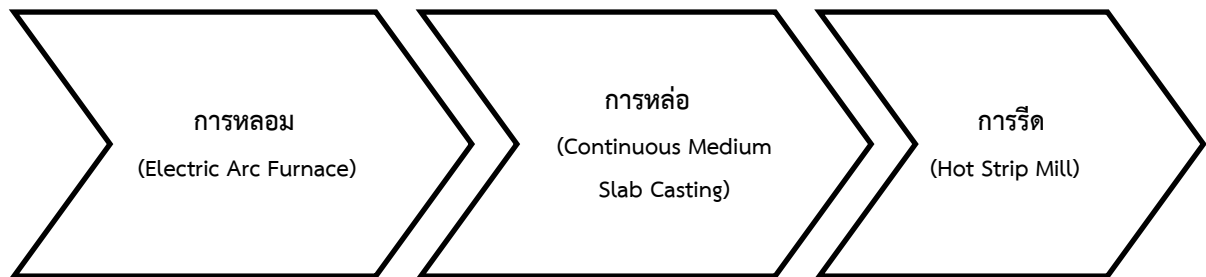 การหลอม
(Electric Arc Furnace)
การหล่อ
(Continuous Medium
Slab Casting)
การรีด
(Hot Strip Mill)